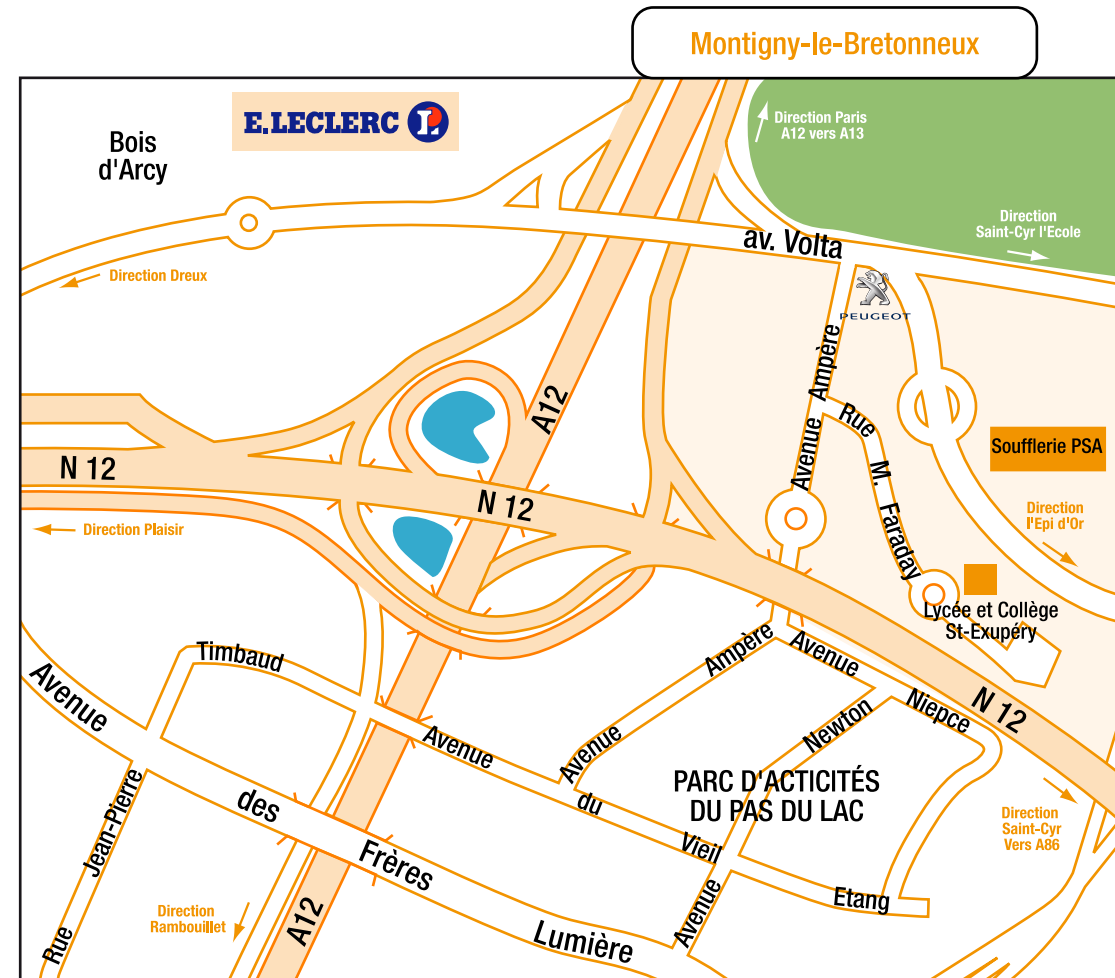 Montigny-le-Bretonneux
E.LECLERC L
Bois
d'Arcy
Direction Paris
A12 vers A13
Direction
Saint-Cyr l'Ecole
av. Volta
Direction Dreux
PEUGEOT
Avenue Ampère
A12
Rue M. Faraday
Soufflerie PSA
N 12
N 12
Direction Plaisir
Direction
l'Epi d'Or
Lycée et Collège
St-Exupéry
Timbaud
Avenue Ampère
Avenue Niepce
N 12
Avenue des Frères Lumière
Avenue du Vieil Etang
Avenue Newton
PARC D'ACTICITÉS
DU PAS DU LAC
Rue Jean-Pierre
Direction
Saint-Cyr
Vers A86
Direction
Rambouillet
A12